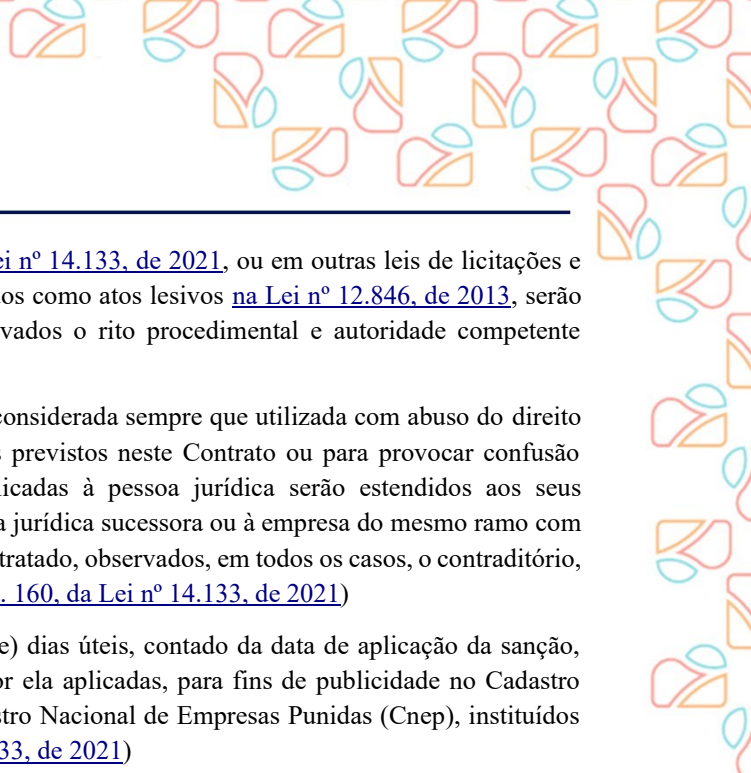 ei nº 14.133, de 2021, ou em outras leis de licitações e
dos como atos lesivos na Lei nº 12.846, de 2013, serão
vados o rito procedimental e autoridade competente
considerada sempre que utilizada com abuso do direito
s previstos neste Contrato ou para provocar confusão
licadas à pessoa jurídica serão estendidos aos seus
a jurídica sucessora ou à empresa do mesmo ramo com
tratado, observados, em todos os casos, o contraditório,
. 160, da Lei nº 14.133, de 2021)
e) dias úteis, contado da data de aplicação da sanção,
or ela aplicadas, para fins de publicidade no Cadastro
stro Nacional de Empresas Punidas (Cnep), instituídos
33, de 2021)